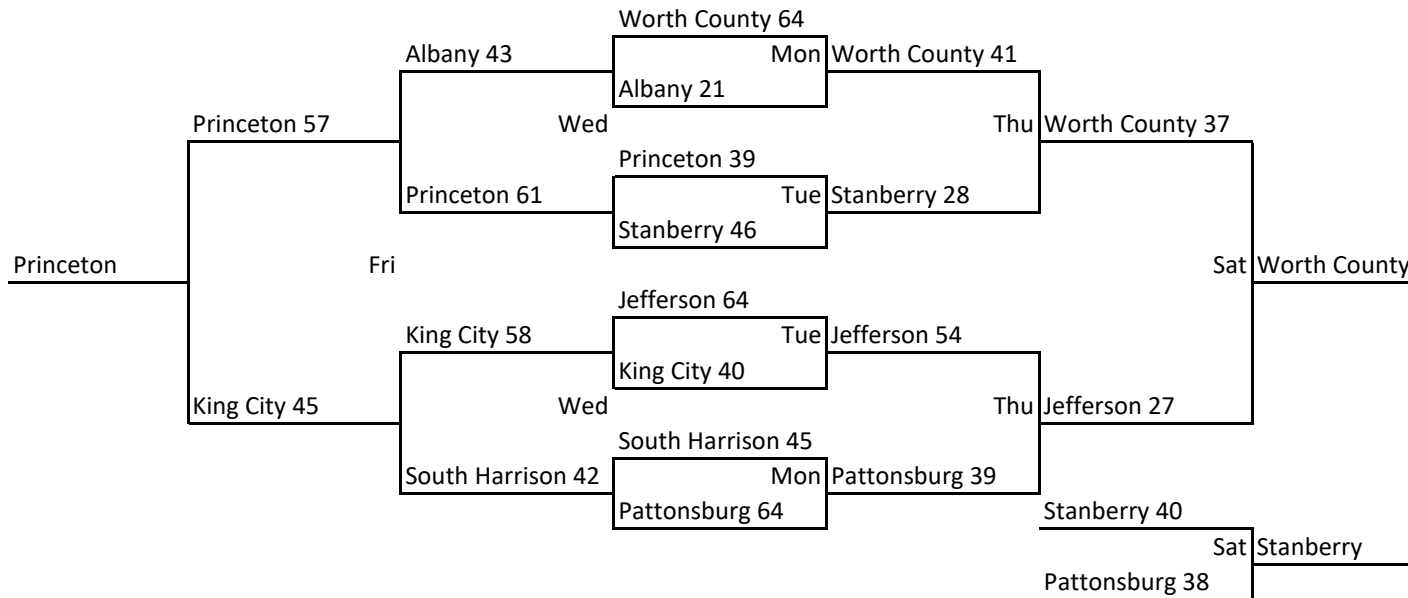 Worth County 64
Albany 43
Mon
Worth County 41
Albany 21
Princeton 57
Wed
Thu
Worth County 37
Princeton 39
Princeton 61
Tue
Stanberry 28
Stanberry 46
Princeton
Fri
Sat
Worth County
Jefferson 64
King City 58
Tue
Jefferson 54
King City 40
King City 45
Wed
Thu
Jefferson 27
South Harrison 45
South Harrison 42
Mon
Pattonsburg 39
Pattonsburg 64
Stanberry 40
Sat
Stanberry
Pattonsburg 38